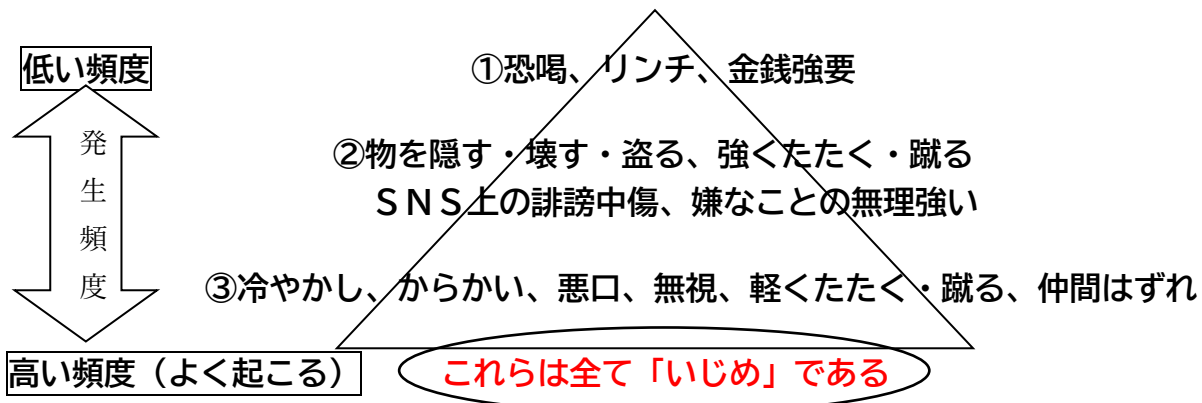 低い頻度
①恐喝、リンチ、金銭強要
発生頻度
②物を隠す・壊す・盗る、強くたたく・蹴る
ＳＮＳ上の誹謗中傷、嫌なことの無理強い
③冷やかし、からかい、悪口、無視、軽くたたく・蹴る、仲間はずれ
高い頻度（よく起こる）
これらは全て「いじめ」である